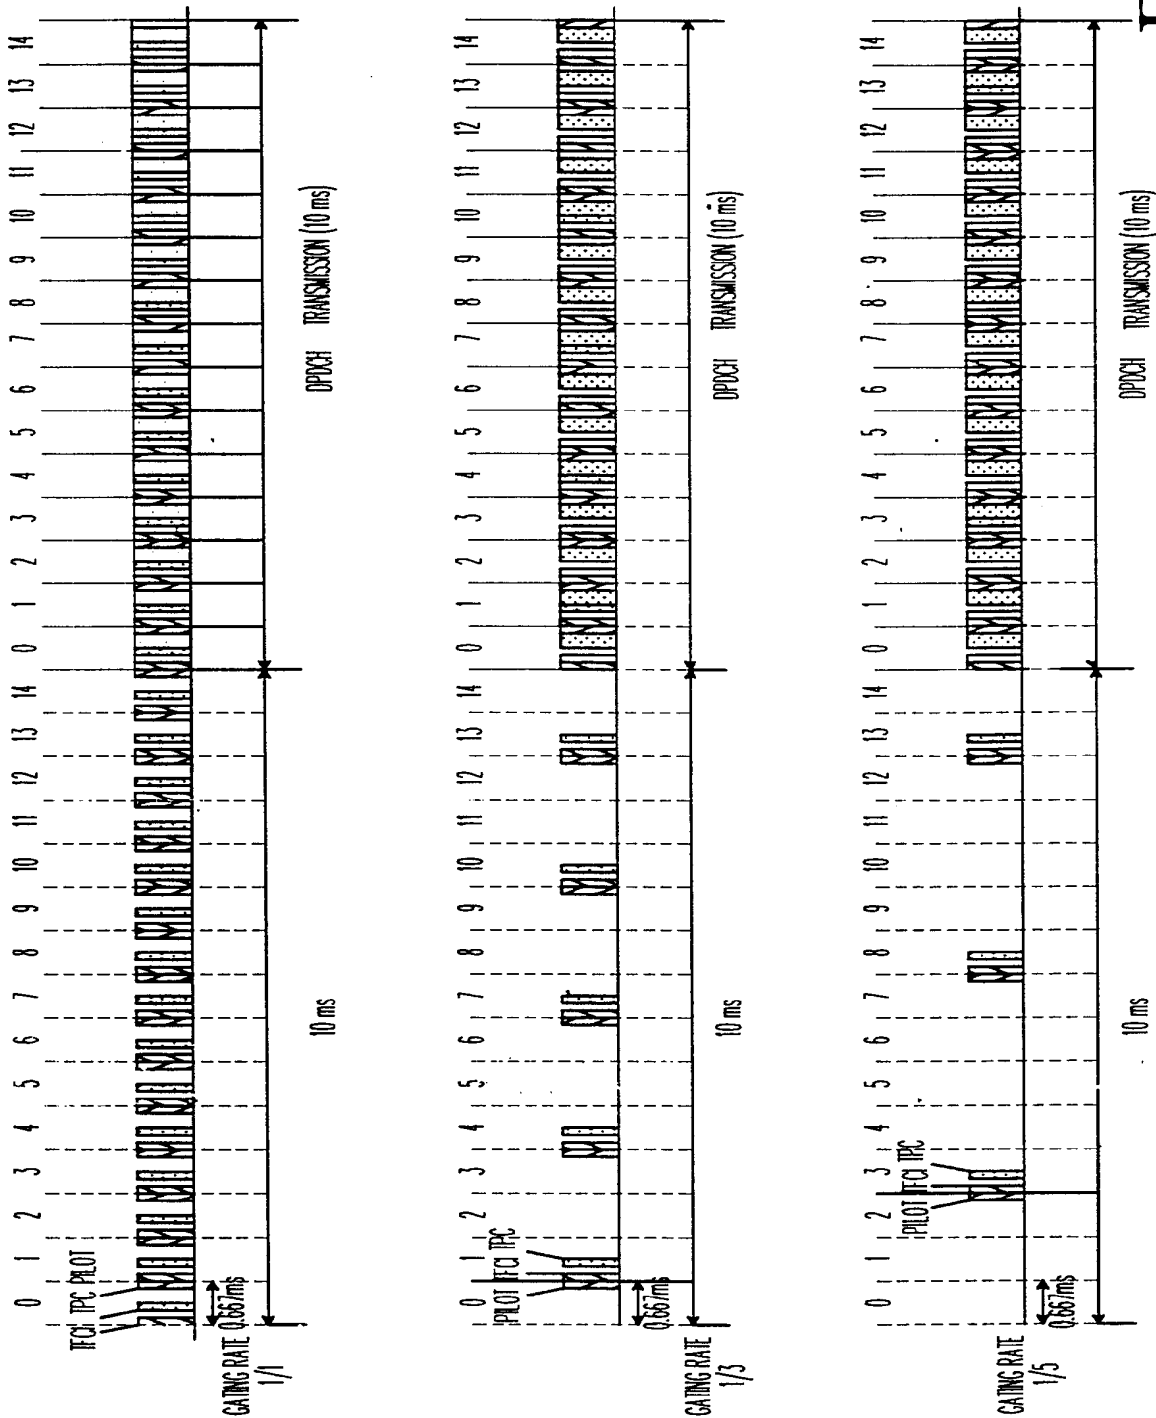 0 1 2 3 4 5 6 7 8 9 10 11 12 13 14 0 1 2 3 4 5 6 7 8 9 10 11 12 13 14
TFCI TPC PILOT
0.667ms
GATING RATE
1/1
10 ms
DPDCH TRANSMISSION (10 ms)
0 1 2 3 4 5 6 7 8 9 10 11 12 13 14 0 1 2 3 4 5 6 7 8 9 10 11 12 13 14
PILOT TFCI TPC
0.667ms
GATING RATE
1/3
10 ms
DPDCH TRANSMISSION (10 ms)
0 1 2 3 4 5 6 7 8 9 10 11 12 13 14 0 1 2 3 4 5 6 7 8 9 10 11 12 13 14
PILOT TFCI TPC
0.667ms
GATING RATE
1/5
10 ms
DPDCH TRANSMISSION (10 ms)